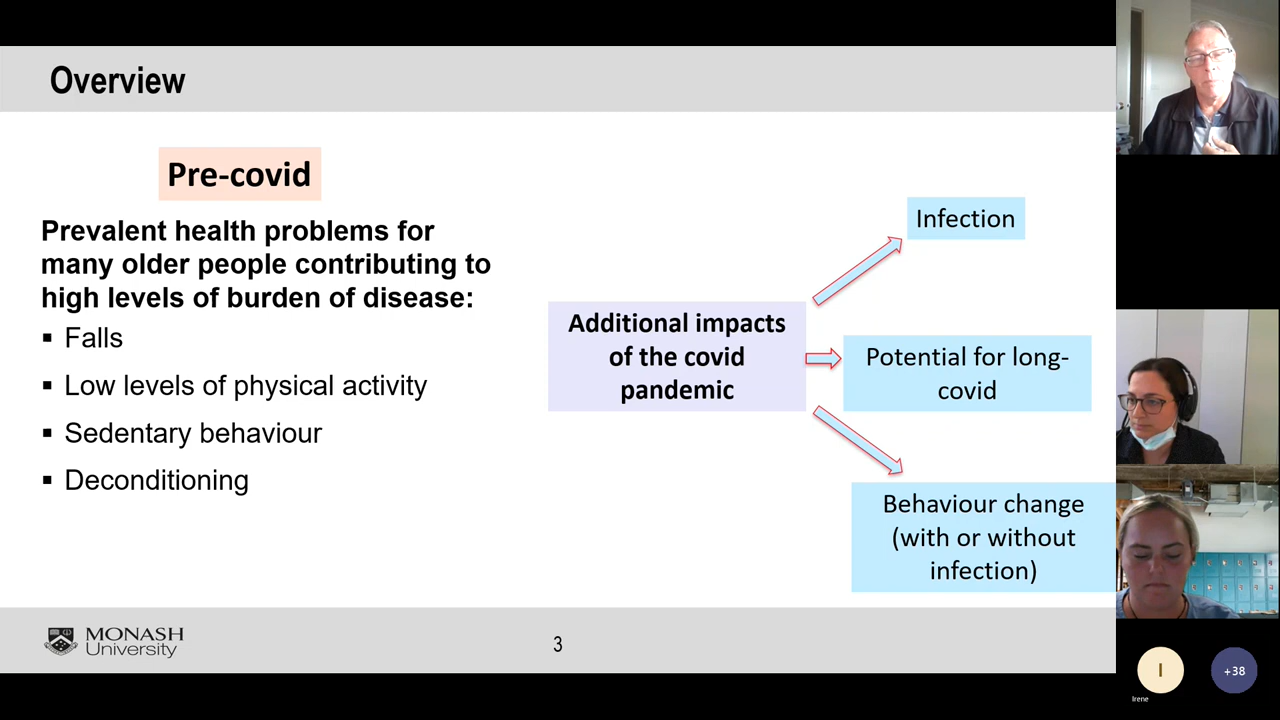 Overview
Pre-covid
Prevalent health problems for
many older people contributing to
high levels of burden of disease:
▪ Falls
▪ Low levels of physical activity
▪ Sedentary behaviour
▪ Deconditioning
Additional impacts
of the covid
pandemic
Infection
Potential for long-
covid
Behaviour change
(with or without
infection)
MONASH
University
3
I
Irene
+38